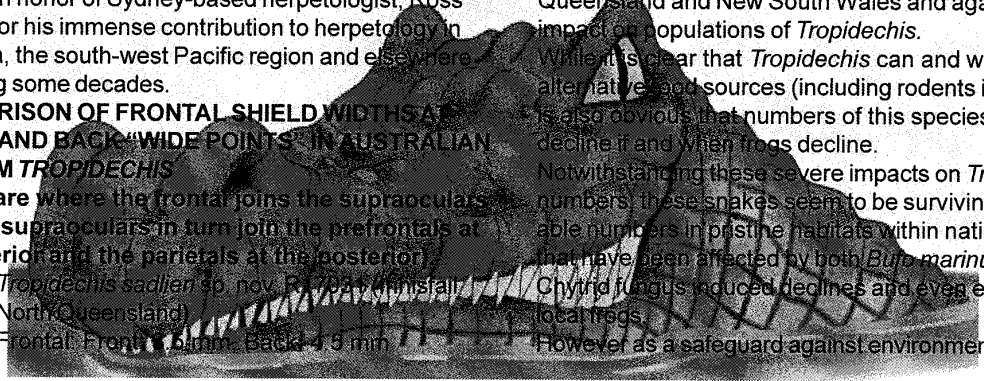 in honor of Sydney-based herpetologist, Ross
or his immense contribution to herpetology in
, the south-west Pacific region and elsewhere
g some decades.
RISON OF FRONTAL SHIELD WIDTHS AT
AND BACK "WIDE POINTS" IN AUSTRALIAN
M TROPIDECHIS
are where the frontal joins the supraoculars
supraoculars in turn join the prefrontals at
erior and the parietals at the posterior)
Tropidechis sadlieri sp. nov.
North Queensland)
Frontal: Front: mm, Back: 4.5 mm
Queensland and New South Wales and aga
impact on populations of Tropidechis.
While it is clear that Tropidechis can and w
alternative food sources (including rodents i
is also obvious that numbers of this species
decline if and when frogs decline.
Notwithstanding these severe impacts on Tr
numbers, these snakes seem to be survivin
able numbers in pristine habitats within nati
that have been affected by both Bufo marinu
Chytrid fungus induced declines and even e
local frogs.
However as a safeguard against environmen